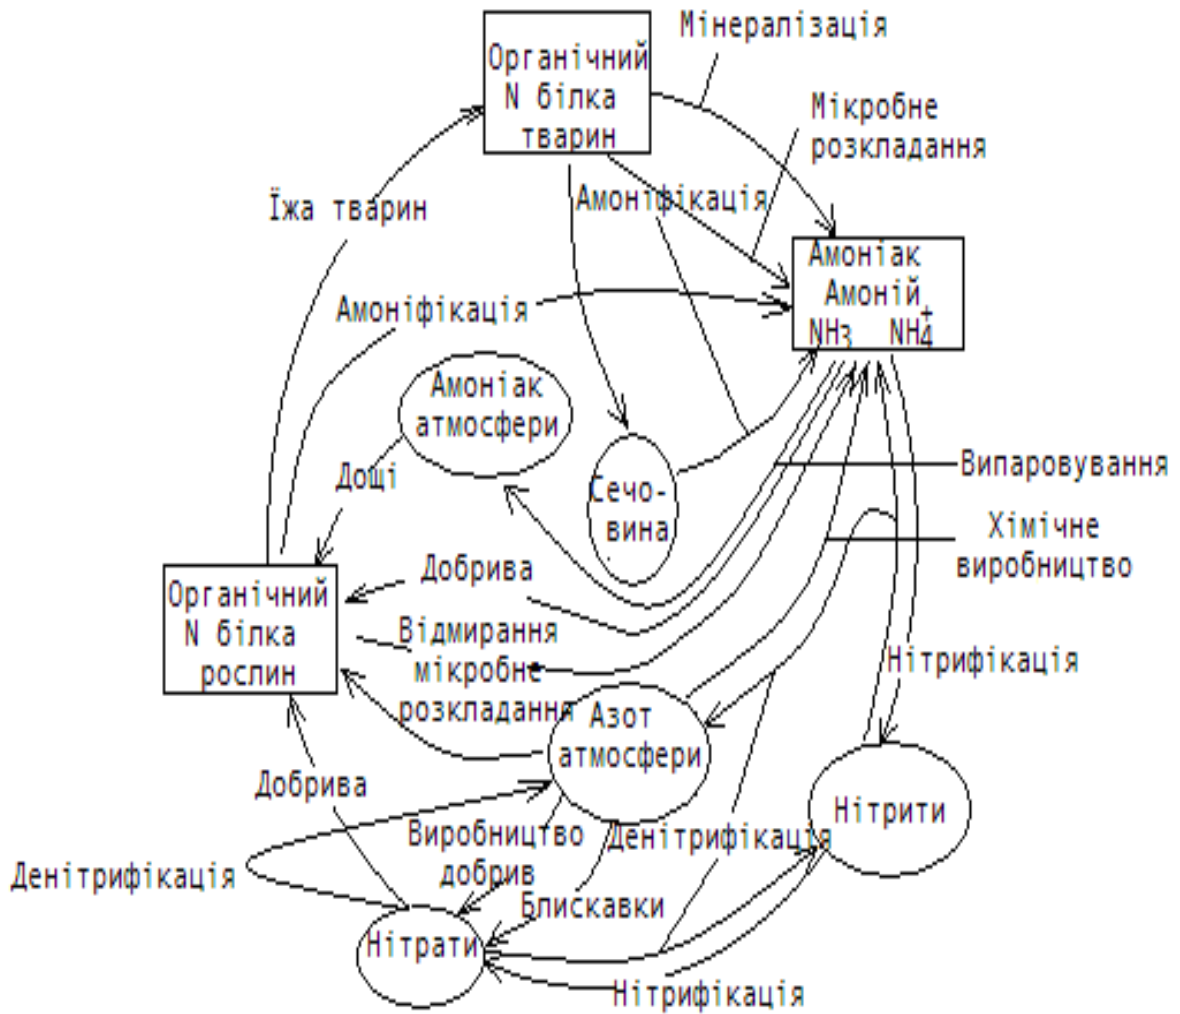 Мінералізація
Органічний
N білка
тварин
Мікробне
розкладання
Амоніфікація
Їжа тварин
Амоніак
Амоній
NH3 NH4+
Амоніфікація
Амоніак
атмосфери
Дощі
Сечо-
вина
Випаровування
Хімічне
виробництво
Добрива
Органічний
N білка
рослин
Відмирання
мікробне
розкладання
Нітрифікація
Азот
атмосфери
Добрива
Нітрити
Виробництво
добрив
Денітрифікація
Денітрифікація
Блискавки
Нітрати
Нітрифікація